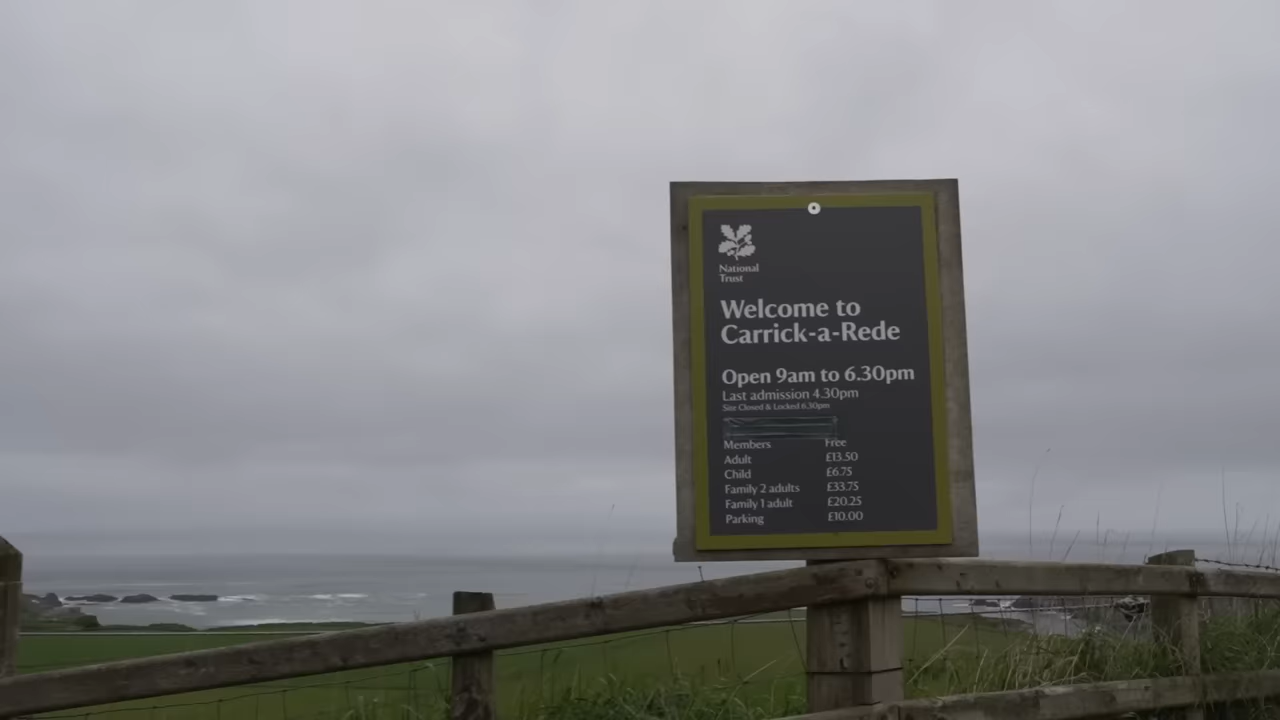 National
Trust
Welcome to
Carrick-a-Rede
Open 9am to 6.30pm
Last admission 4.30pm
Site Closed & Locked 6.30pm
Members Free
Adult £13.50
Child £6.75
Family 2 adults £33.75
Family 1 adult £20.25
Parking £10.00